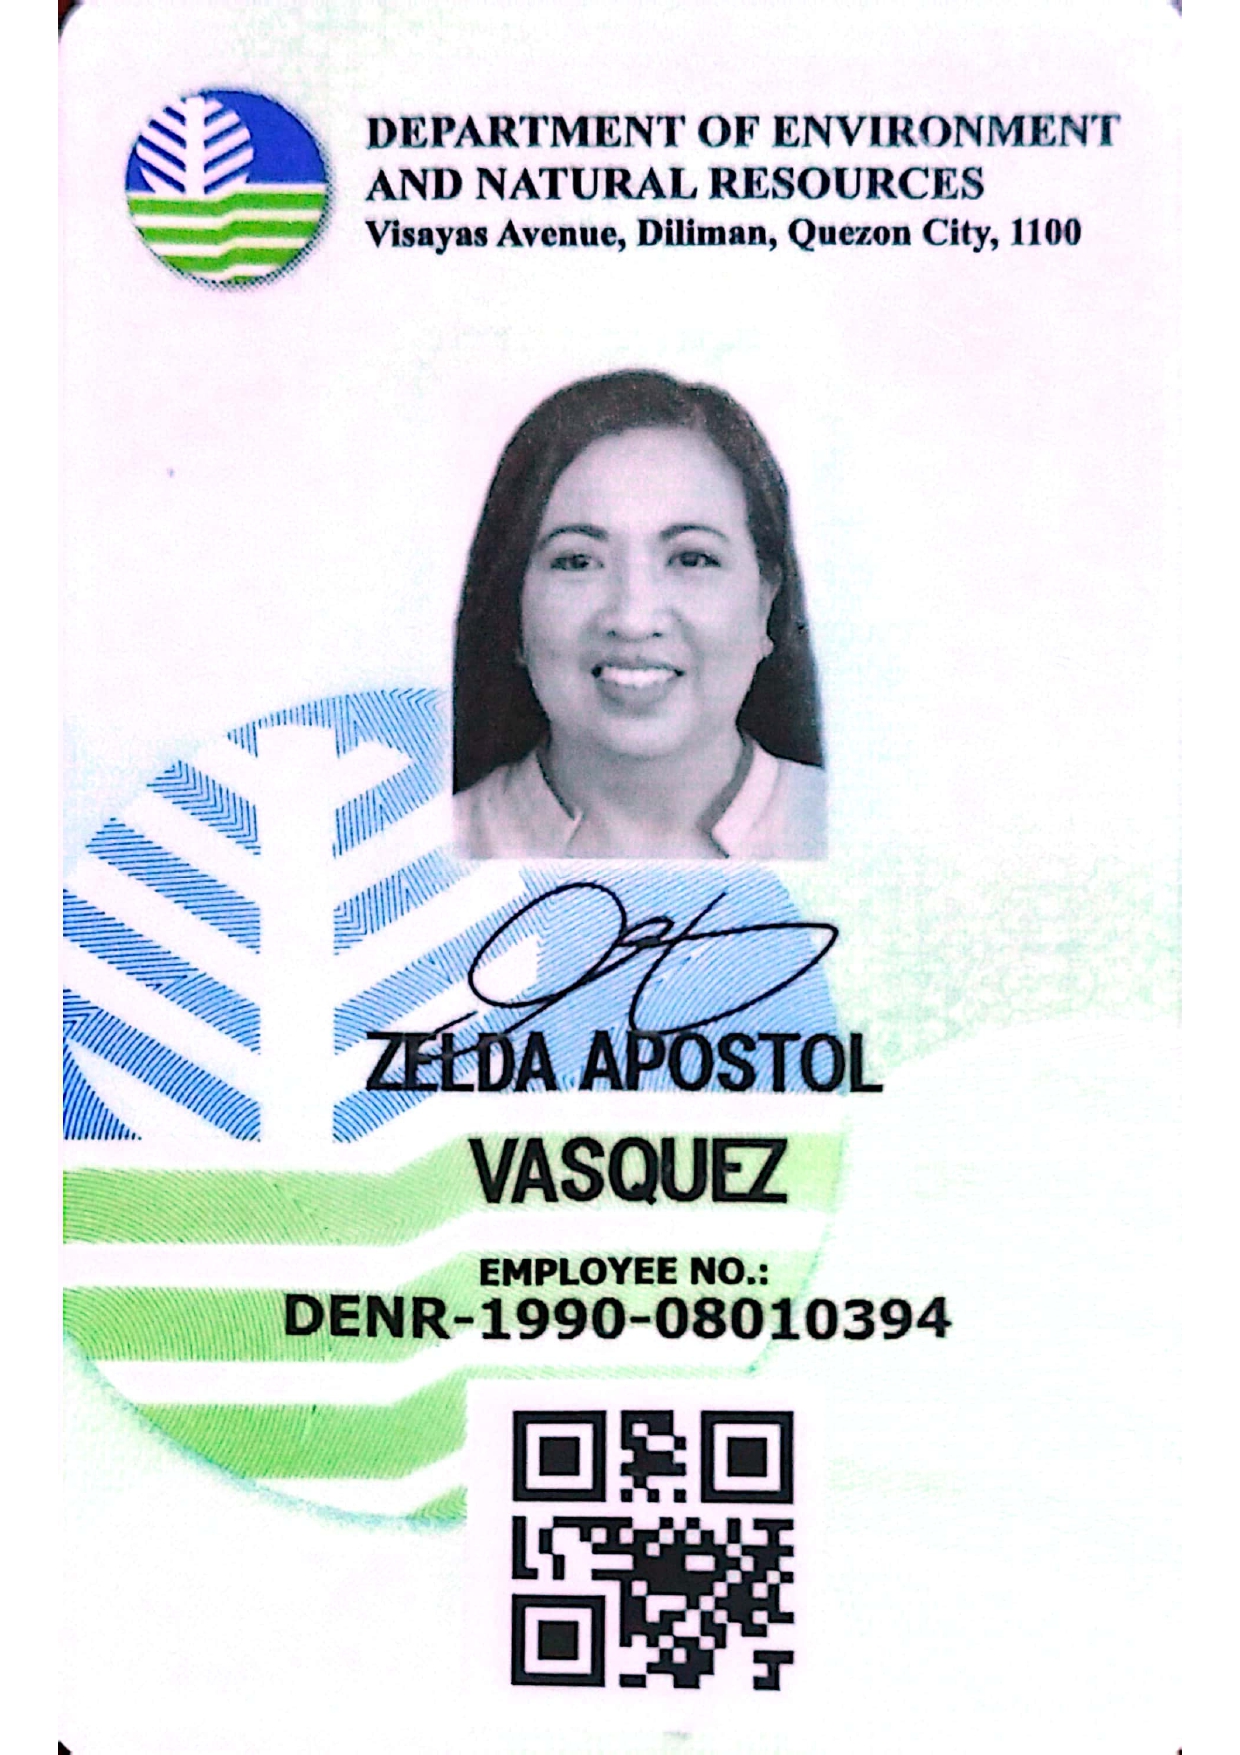 DEPARTMENT OF ENVIRONMENT
AND NATURAL RESOURCES
Visayas Avenue, Diliman, Quezon City, 1100
ZELDA APOSTOL
VASQUEZ
EMPLOYEE NO.:
DENR-1990-08010394